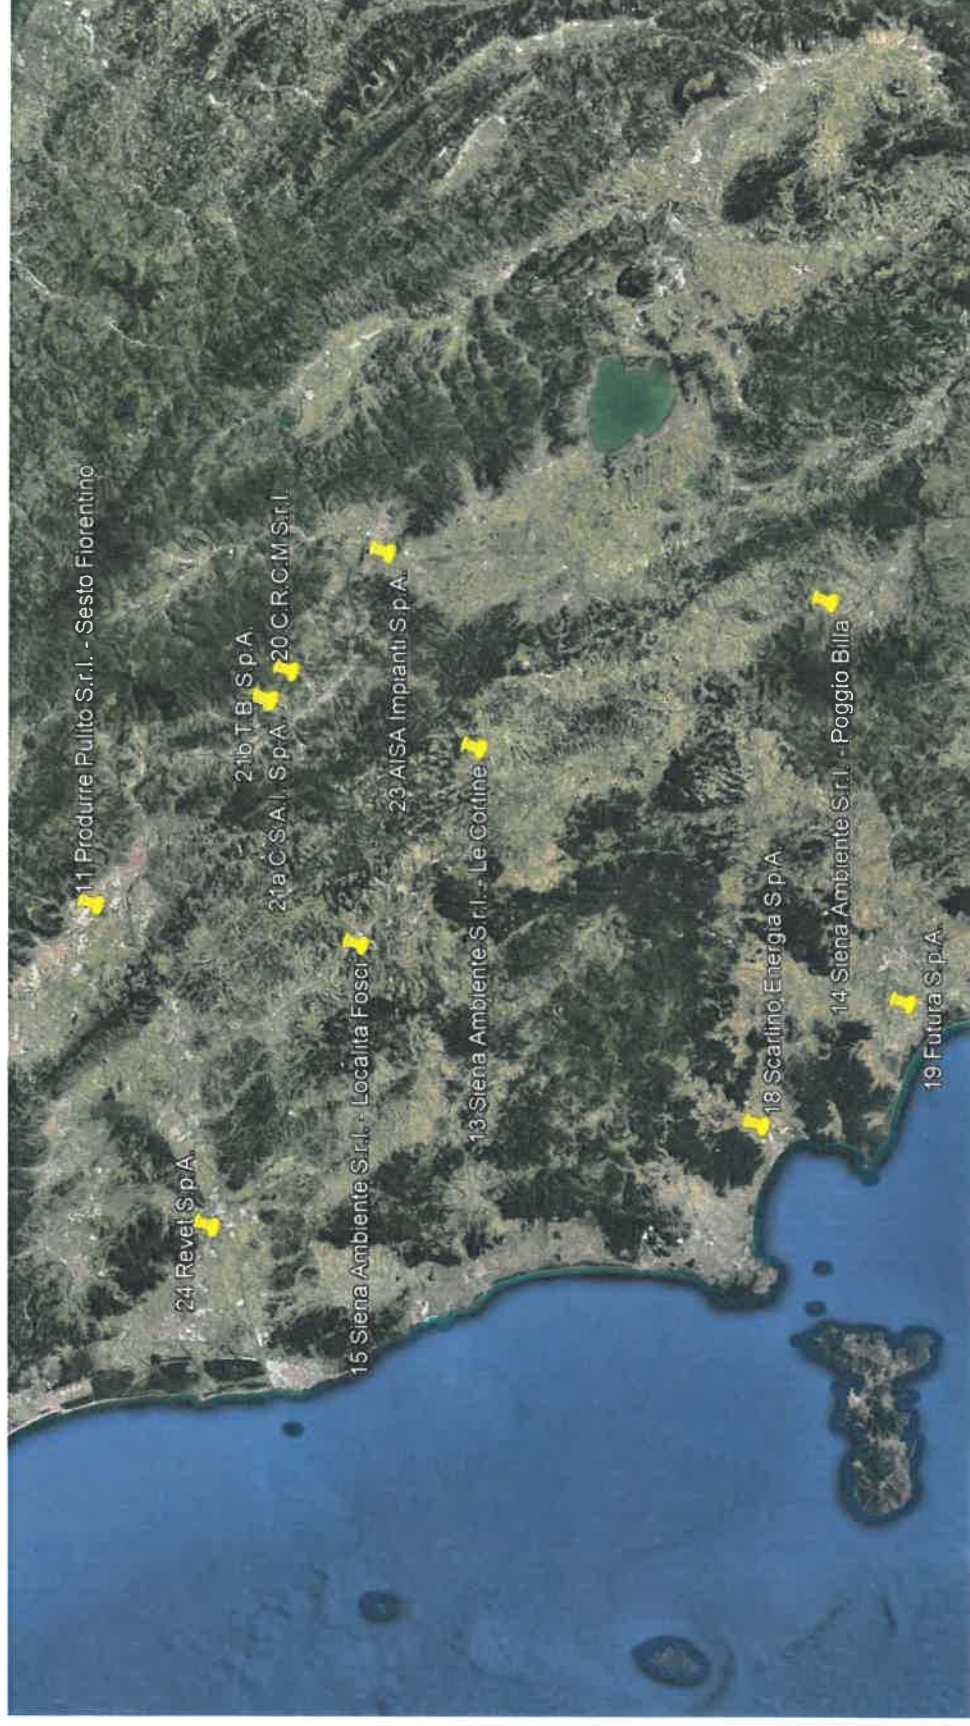 11 Produrre Pulito S.r.l. - Sesto Fiorentino
24 Revet S.p.A.
21b T.B. S.p.A.
21a C.S.A.I. S.p.A.
20 C.R.C.M S.r.l.
15 Siena Ambiente S.r.l. - Localita Fosci
23 AISA Impianti S.p.A.
13 Siena Ambiente S.r.l. - Le Cortine
18 Scarlino Energia S.p.A.
14 Siena Ambiente S.r.l. - Poggio Billa
19 Futura S.p.A.